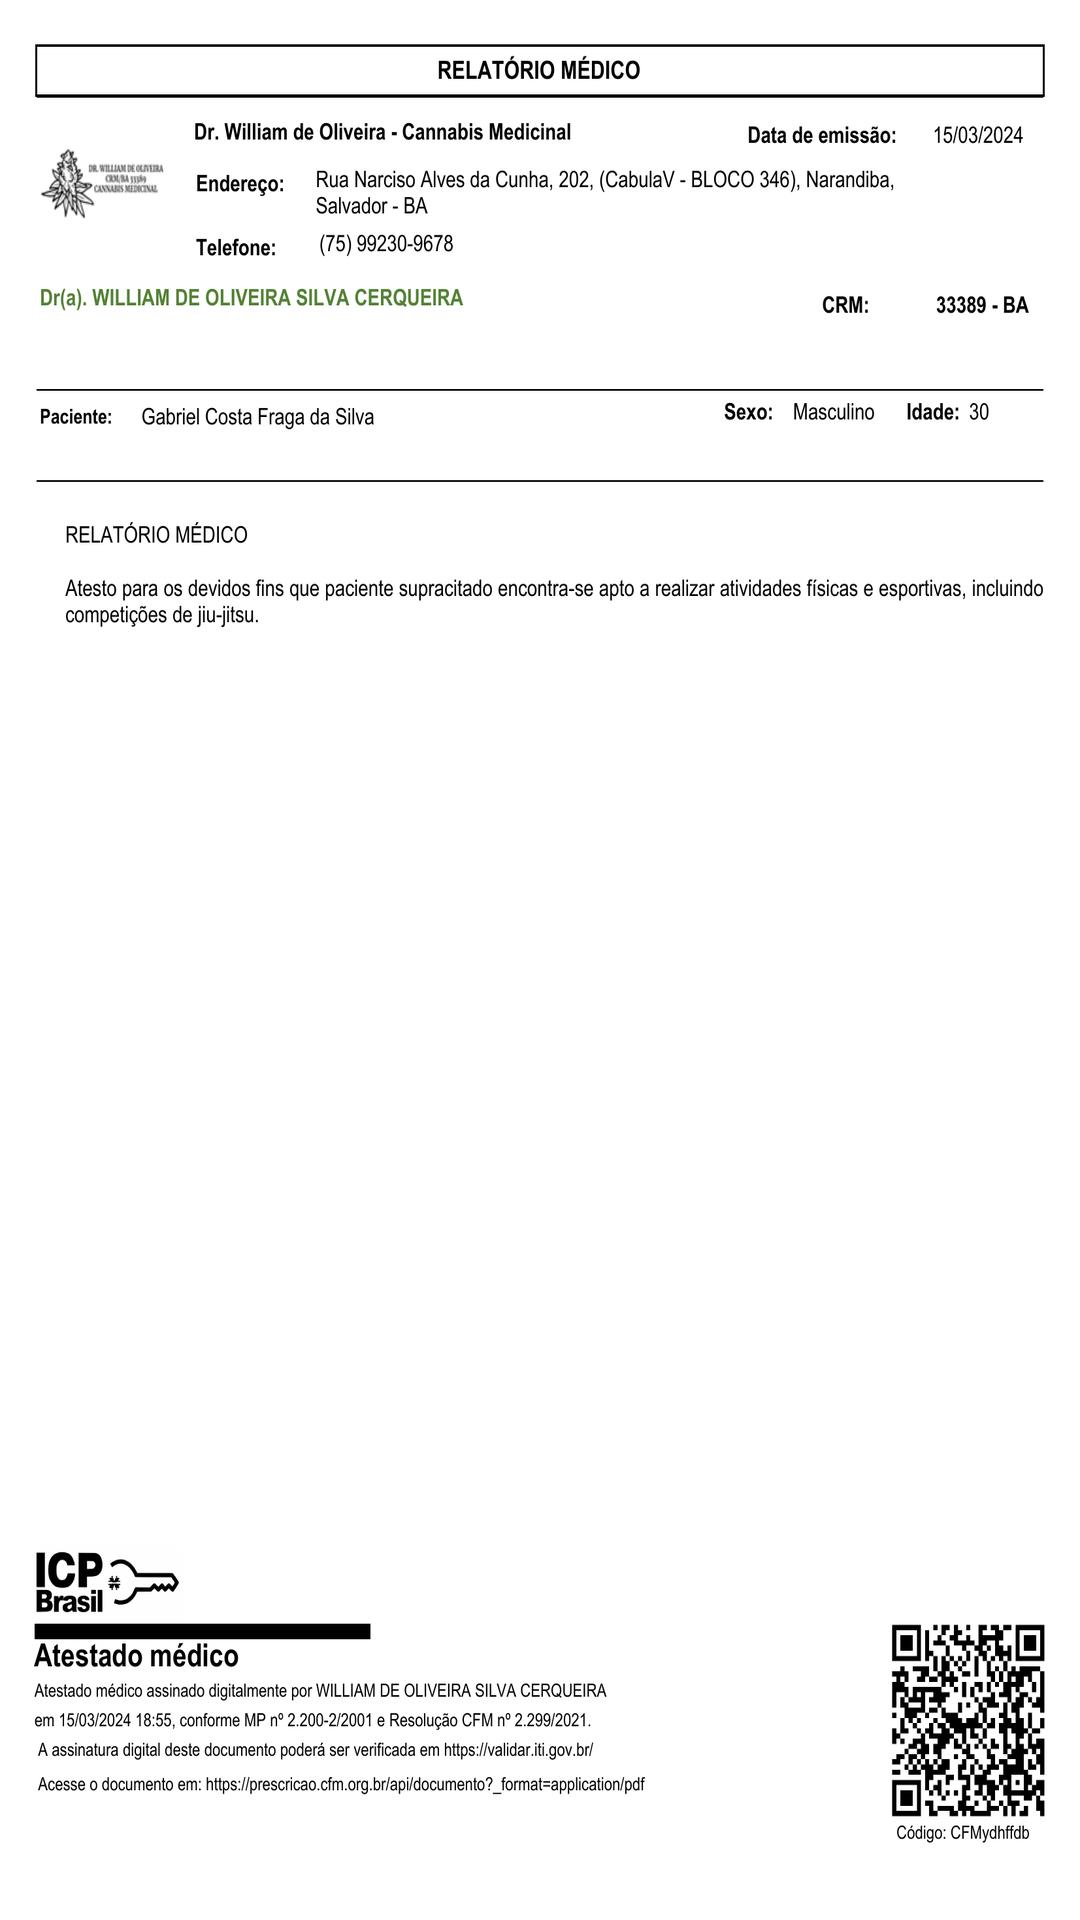 RELATÓRIO MÉDICO
Dr. William de Oliveira - Cannabis Medicinal
Data de emissão: 15/03/2024
DR. WILLIAM DE OLIVEIRA
CRM/BA 33389
CANNABIS MEDICINAL
Endereço: Rua Narciso Alves da Cunha, 202, (CabulaV - BLOCO 346), Narandiba,
Salvador - BA
Telefone: (75) 99230-9678
Dr(a). WILLIAM DE OLIVEIRA SILVA CERQUEIRA
CRM: 33389 - BA
Paciente: Gabriel Costa Fraga da Silva
Sexo: Masculino Idade: 30
RELATÓRIO MÉDICO
Atesto para os devidos fins que paciente supracitado encontra-se apto a realizar atividades físicas e esportivas, incluindo
competições de jiu-jitsu.
ICP
Brasil
Atestado médico
Atestado médico assinado digitalmente por WILLIAM DE OLIVEIRA SILVA CERQUEIRA
em 15/03/2024 18:55, conforme MP nº 2.200-2/2001 e Resolução CFM nº 2.299/2021.
A assinatura digital deste documento poderá ser verificada em https://validar.iti.gov.br/
Acesse o documento em: https://prescricao.cfm.org.br/api/documento?_format=application/pdf
Código: CFMydhffdb